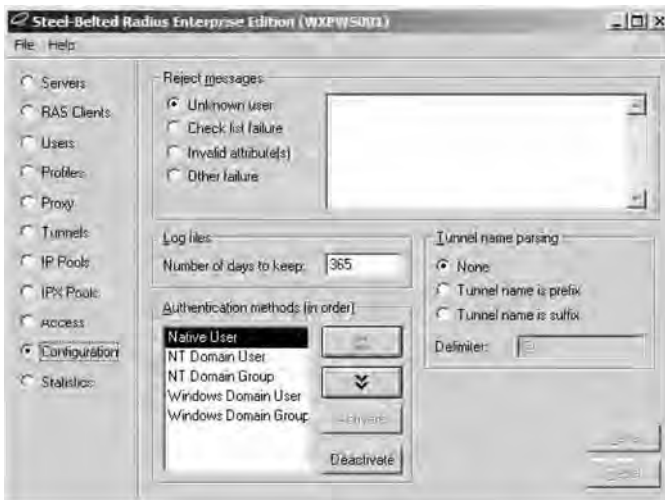 Steel-Belted Radius Enterprise Edition (WXPWS001)
File Help
Servers
RAS Clients
Users
Profiles
Proxy
Tunnels
IP Pools
IPX Pools
Access
Configuration
Statistics
Reject messages
Unknown user
Check list failure
Invalid attribute(s)
Other failure
Log files
Number of days to keep: 365
Authentication methods (in order)
Native User
NT Domain User
NT Domain Group
Windows Domain User
Windows Domain Group
Activate
Deactivate
Tunnel name parsing
None
Tunnel name is prefix
Tunnel name is suffix
Delimiter: